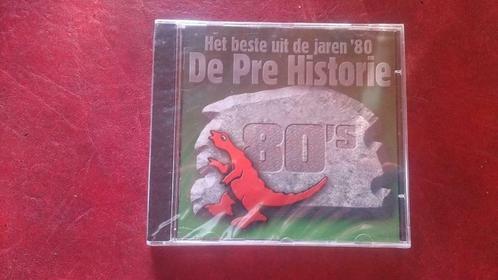 Het beste uit de jaren '80
De Pre Historie
80's